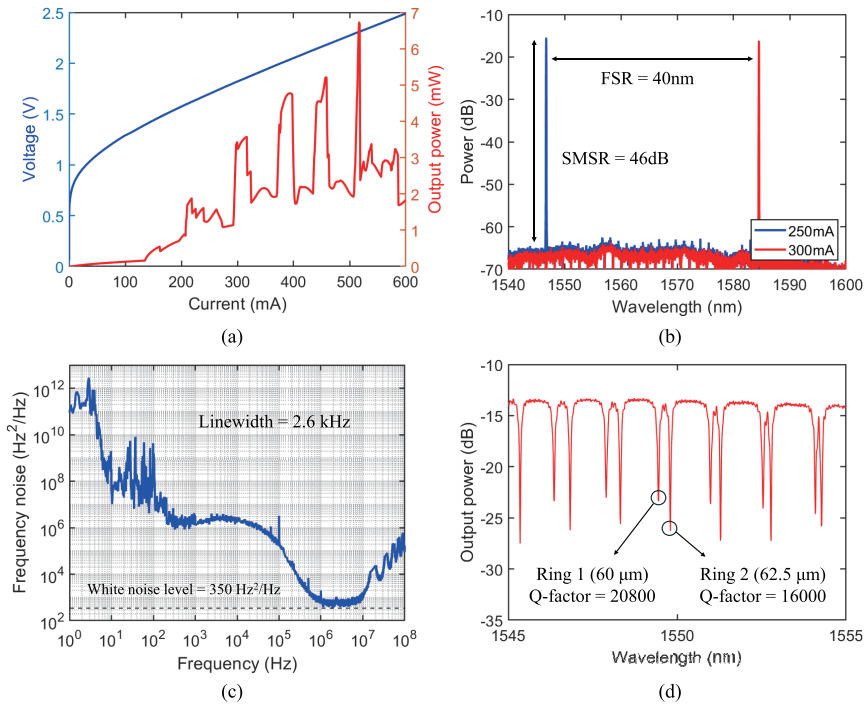 2.5
2
1.5
1
0.5
0
Voltage (V)
7
6
5
4
3
2
1
0
Output power (mW)
0 100 200 300 400 500 600
Current (mA)
(a)
-10
-20
-30
-40
-50
-60
-70
Power (dB)
FSR = 40nm
SMSR = 46dB
250mA
300mA
1540 1550 1560 1570 1580 1590 1600
Wavelength (nm)
(b)
10¹²
10¹⁰
10⁸
10⁶
10⁴
10²
Frequency noise (Hz²/Hz)
Linewidth = 2.6 kHz
White noise level = 350 Hz²/Hz
10⁰ 10¹ 10² 10³ 10⁴ 10⁵ 10⁶ 10⁷ 10⁸
Frequency (Hz)
(c)
-10
-15
-20
-25
-30
-35
Output power (dB)
Ring 1 (60 μm)
Q-factor = 20800
Ring 2 (62.5 μm)
Q-factor = 16000
1545 1550 1555
Wavelength (nm)
(d)